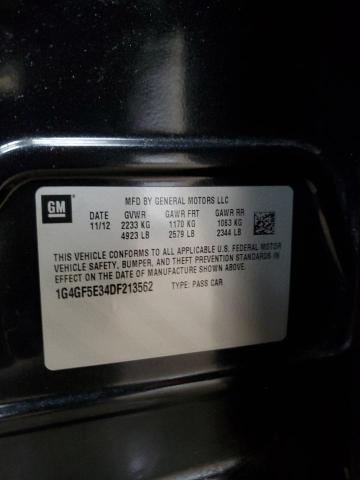 GM
MFD BY GENERAL MOTORS LLC
DATE GVWR GAWR FRT GAWR RR
11/12 2233 KG 1170 KG 1063 KG
4923 LB 2579 LB 2344 LB
THIS VEHICLE CONFORMS TO ALL APPLICABLE U.S. FEDERAL MOTOR
VEHICLE SAFETY, BUMPER, AND THEFT PREVENTION STANDARDS IN
EFFECT ON THE DATE OF MANUFACTURE SHOWN ABOVE.
1G4GF5E34DF213562 TYPE: PASS CAR